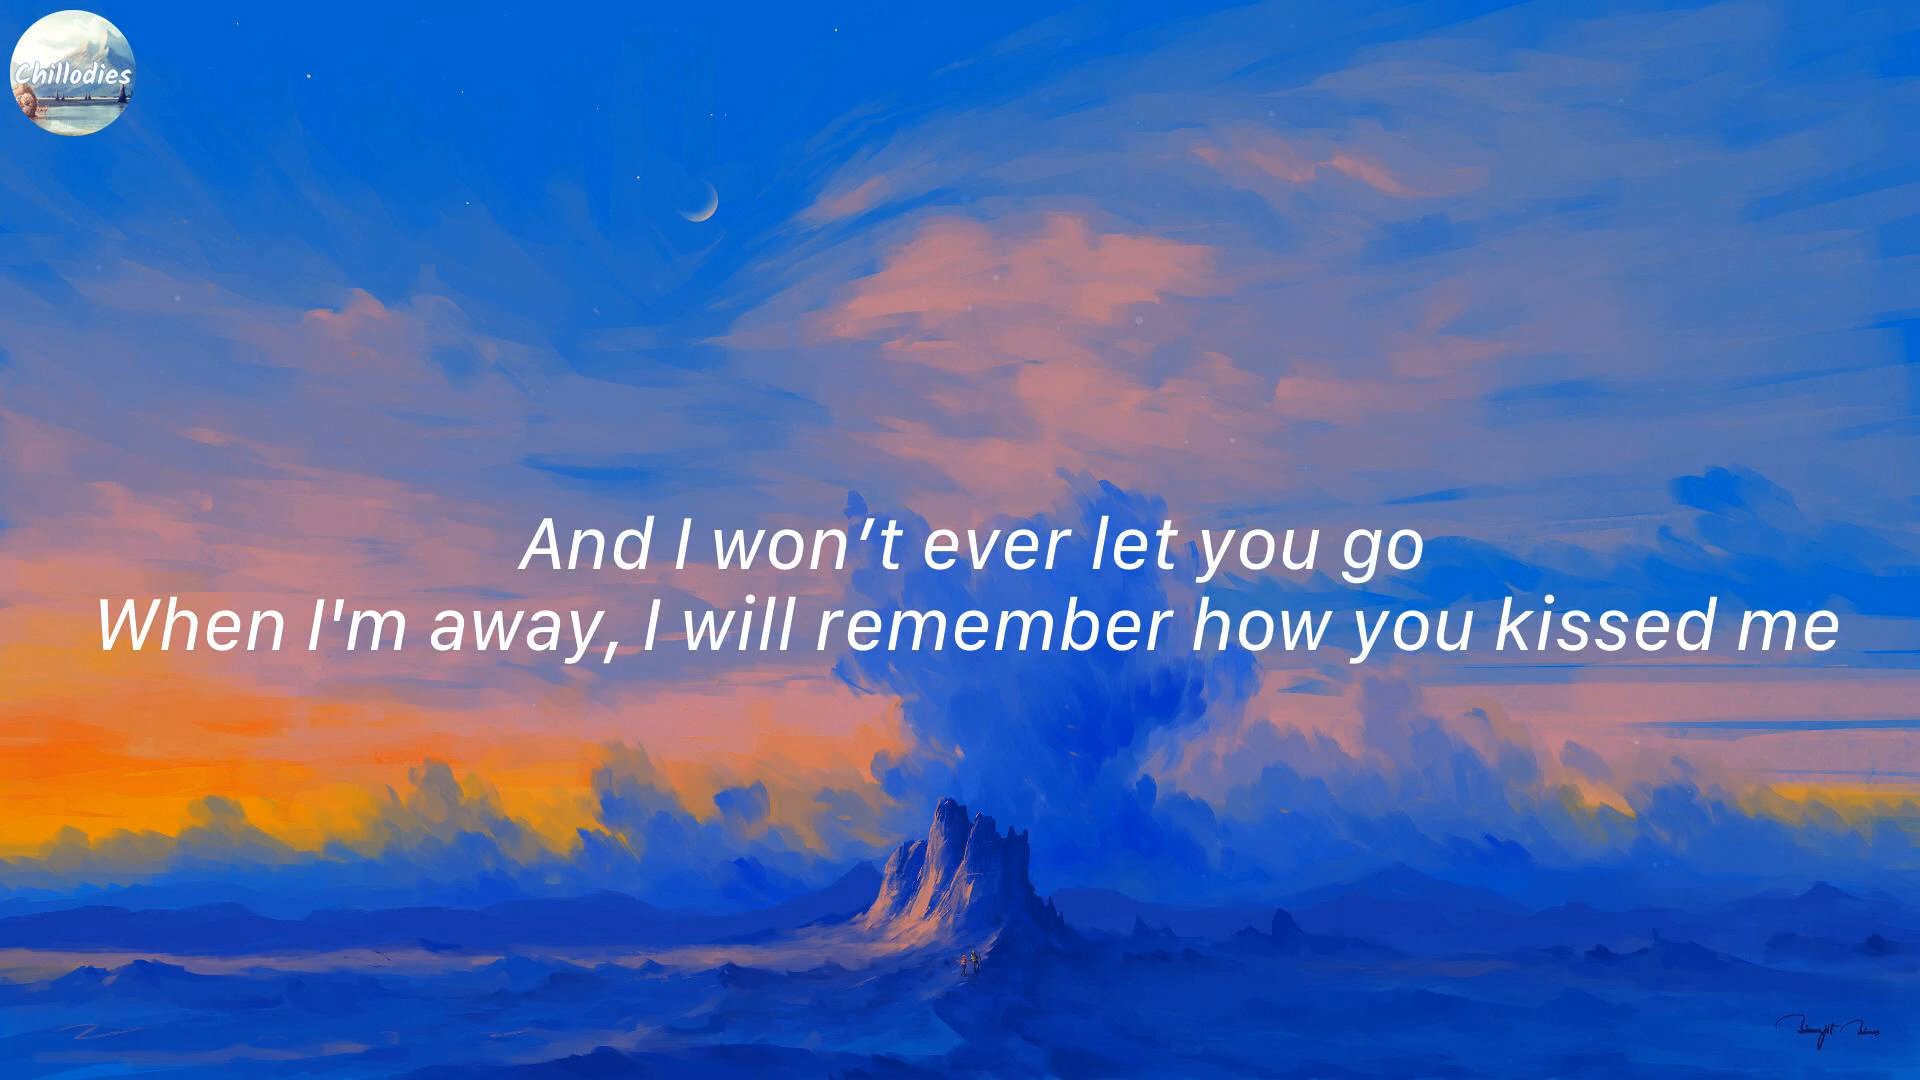 Chillodies
And I won’t ever let you go
When I'm away, I will remember how you kissed me